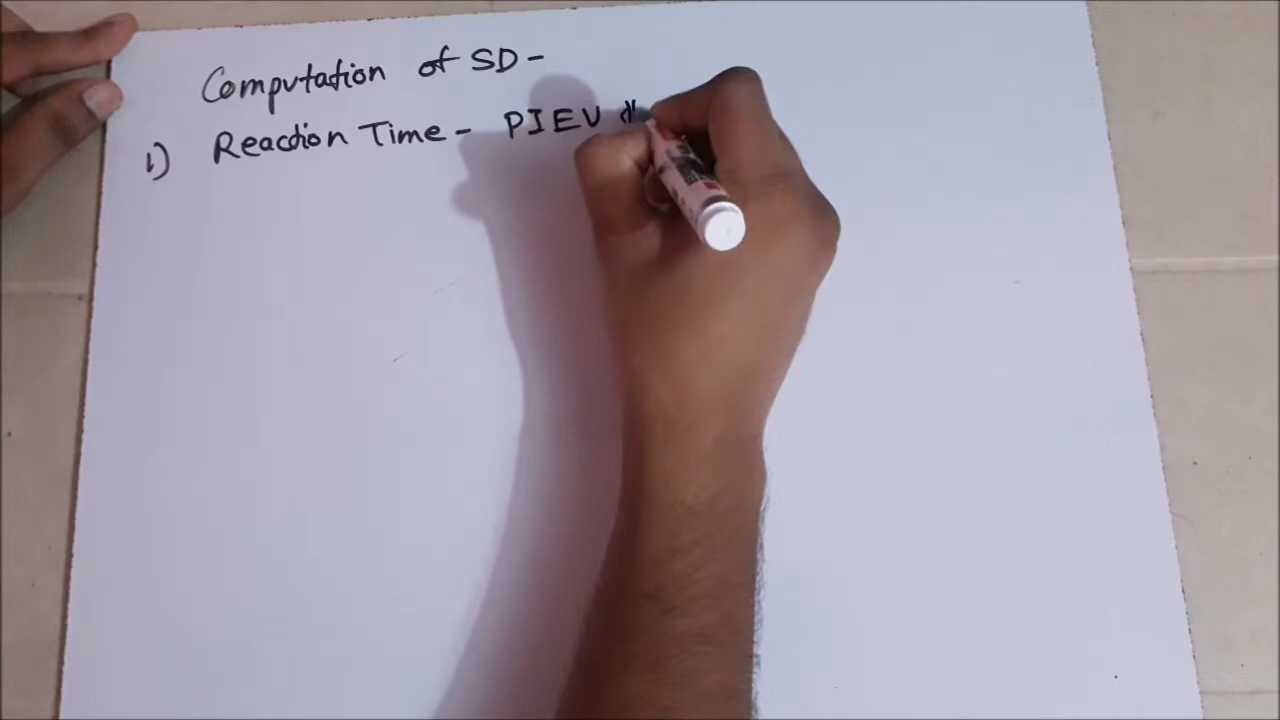 Computation of SD -
1) Reaction Time - PIEV